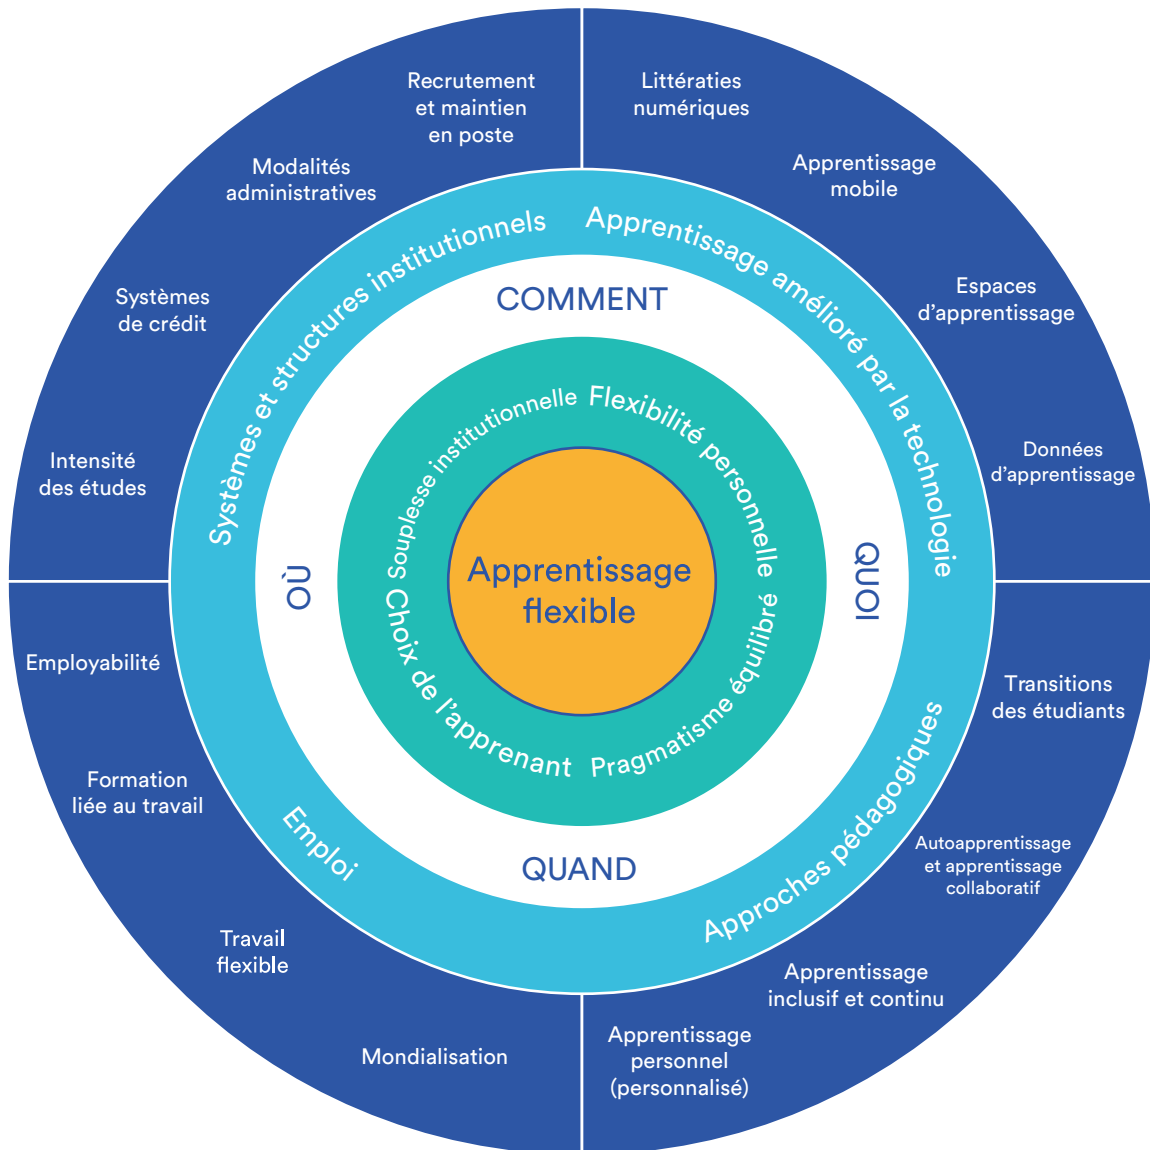 Recrutement
et maintien
en poste
Modalités
administratives
Systèmes
de crédit
Intensité
des études
Littératies
numériques
Apprentissage
mobile
Espaces
d'apprentissage
Données
d'apprentissage
Systèmes et structures institutionnels
Apprentissage amélioré par la technologie
COMMENT
OÙ
QUOI
QUAND
Souplesse institutionnelle
Flexibilité personnelle
Apprentissage
flexible
Choix de l'apprenant
Pragmatisme équilibré
Emploi
Approches pédagogiques
Employabilité
Formation
liée au travail
Travail
flexible
Mondialisation
Transitions
des étudiants
Autoapprentissage
et apprentissage
collaboratif
Apprentissage
inclusif et continu
Apprentissage
personnel
(personnalisé)